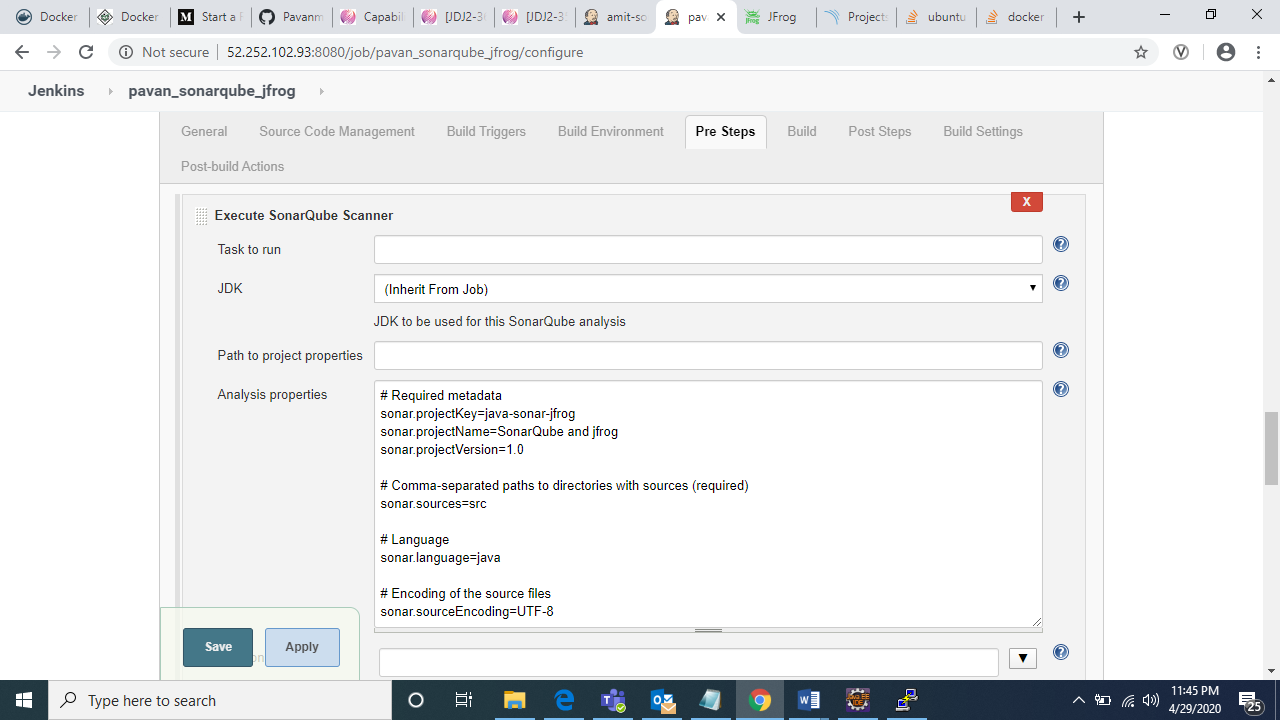 Docker
Docker
Start a F
Pavanm
Capabil
[JDJ2-3
[JDJ2-3
amit-so
pav
JFrog
Projects
ubuntu
docker
Not secure
52.252.102.93:8080/job/pavan_sonarqube_jfrog/configure
Jenkins
pavan_sonarqube_jfrog
General
Source Code Management
Build Triggers
Build Environment
Pre Steps
Build
Post Steps
Build Settings
Post-build Actions
Execute SonarQube Scanner
X
Task to run
JDK
(Inherit From Job)
JDK to be used for this SonarQube analysis
Path to project properties
Analysis properties
# Required metadata
sonar.projectKey=java-sonar-jfrog
sonar.projectName=SonarQube and jfrog
sonar.projectVersion=1.0
# Comma-separated paths to directories with sources (required)
sonar.sources=src
# Language
sonar.language=java
# Encoding of the source files
sonar.sourceEncoding=UTF-8
Save
Apply
Type here to search
11:45 PM
4/29/2020
25